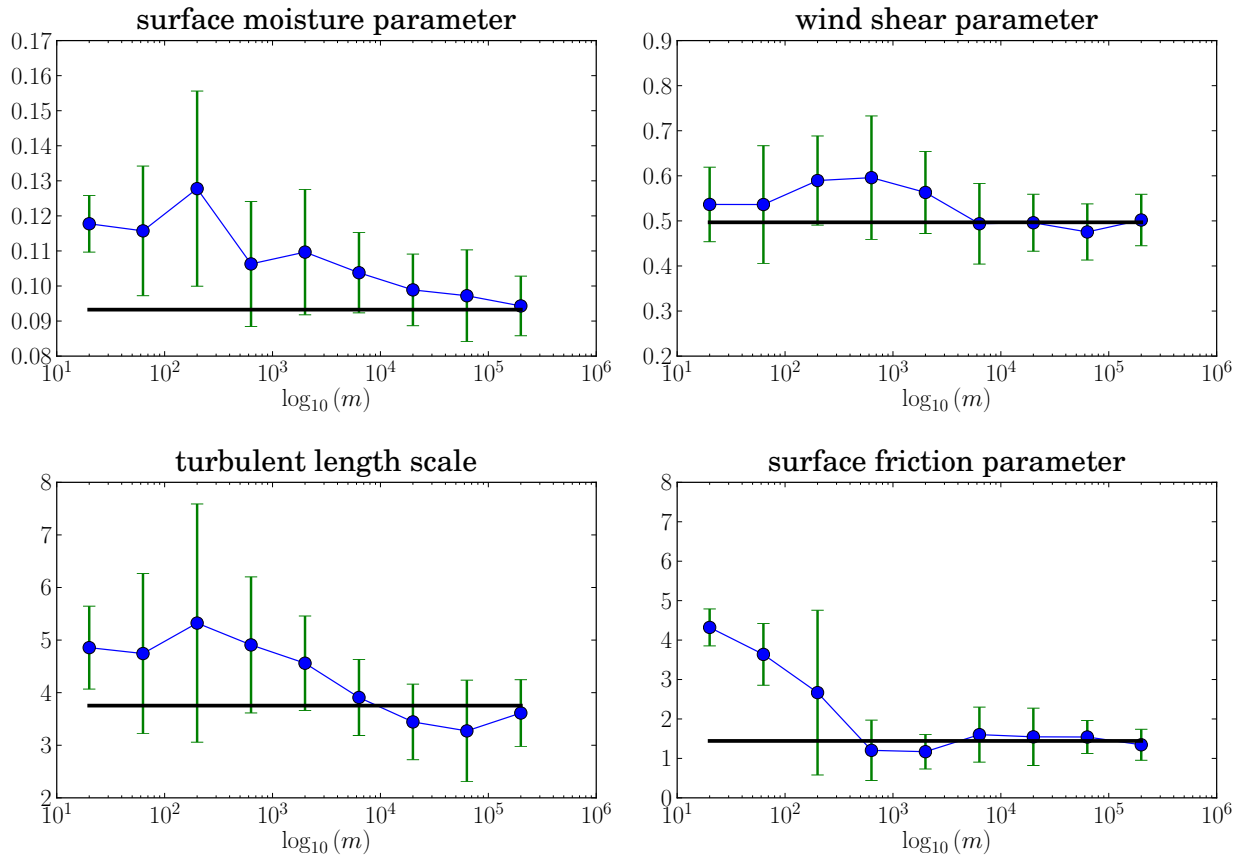 surface moisture parameter
0.17
0.16
0.15
0.14
0.13
0.12
0.11
0.10
0.09
0.08
10^1 10^2 10^3 10^4 10^5 10^6
log_10 (m)
wind shear parameter
0.9
0.8
0.7
0.6
0.5
0.4
0.3
0.2
10^1 10^2 10^3 10^4 10^5 10^6
log_10 (m)
turbulent length scale
8
7
6
5
4
3
2
10^1 10^2 10^3 10^4 10^5 10^6
log_10 (m)
surface friction parameter
8
7
6
5
4
3
2
1
0
10^1 10^2 10^3 10^4 10^5 10^6
log_10 (m)